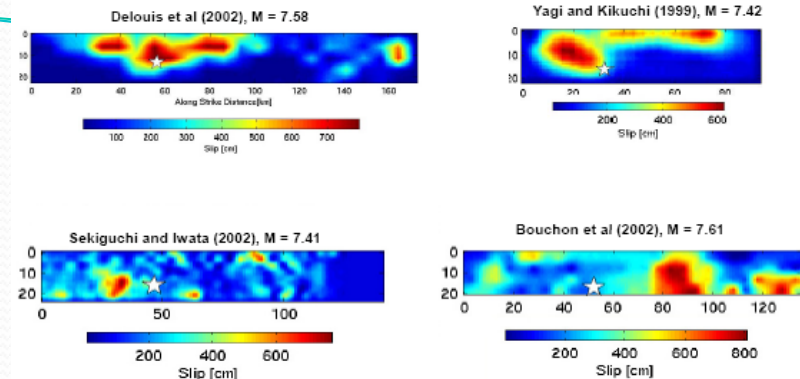 Delouis et al (2002), M = 7.58
0
10
20
0 20 40 60 80 100 120 140 160
Along Strike Distance[km]
100 200 300 400 500 600 700
Slip [cm]
Yagi and Kikuchi (1999), M = 7.42
0
10
20
0 20 40 60 80
200 400 600
Slip [cm]
Sekiguchi and Iwata (2002), M = 7.41
0
10
20
0 50 100
200 400 600
Slip [cm]
Bouchon et al (2002), M = 7.61
0
10
20
0 20 40 60 80 100 120
200 400 600 800
Slip [cm]